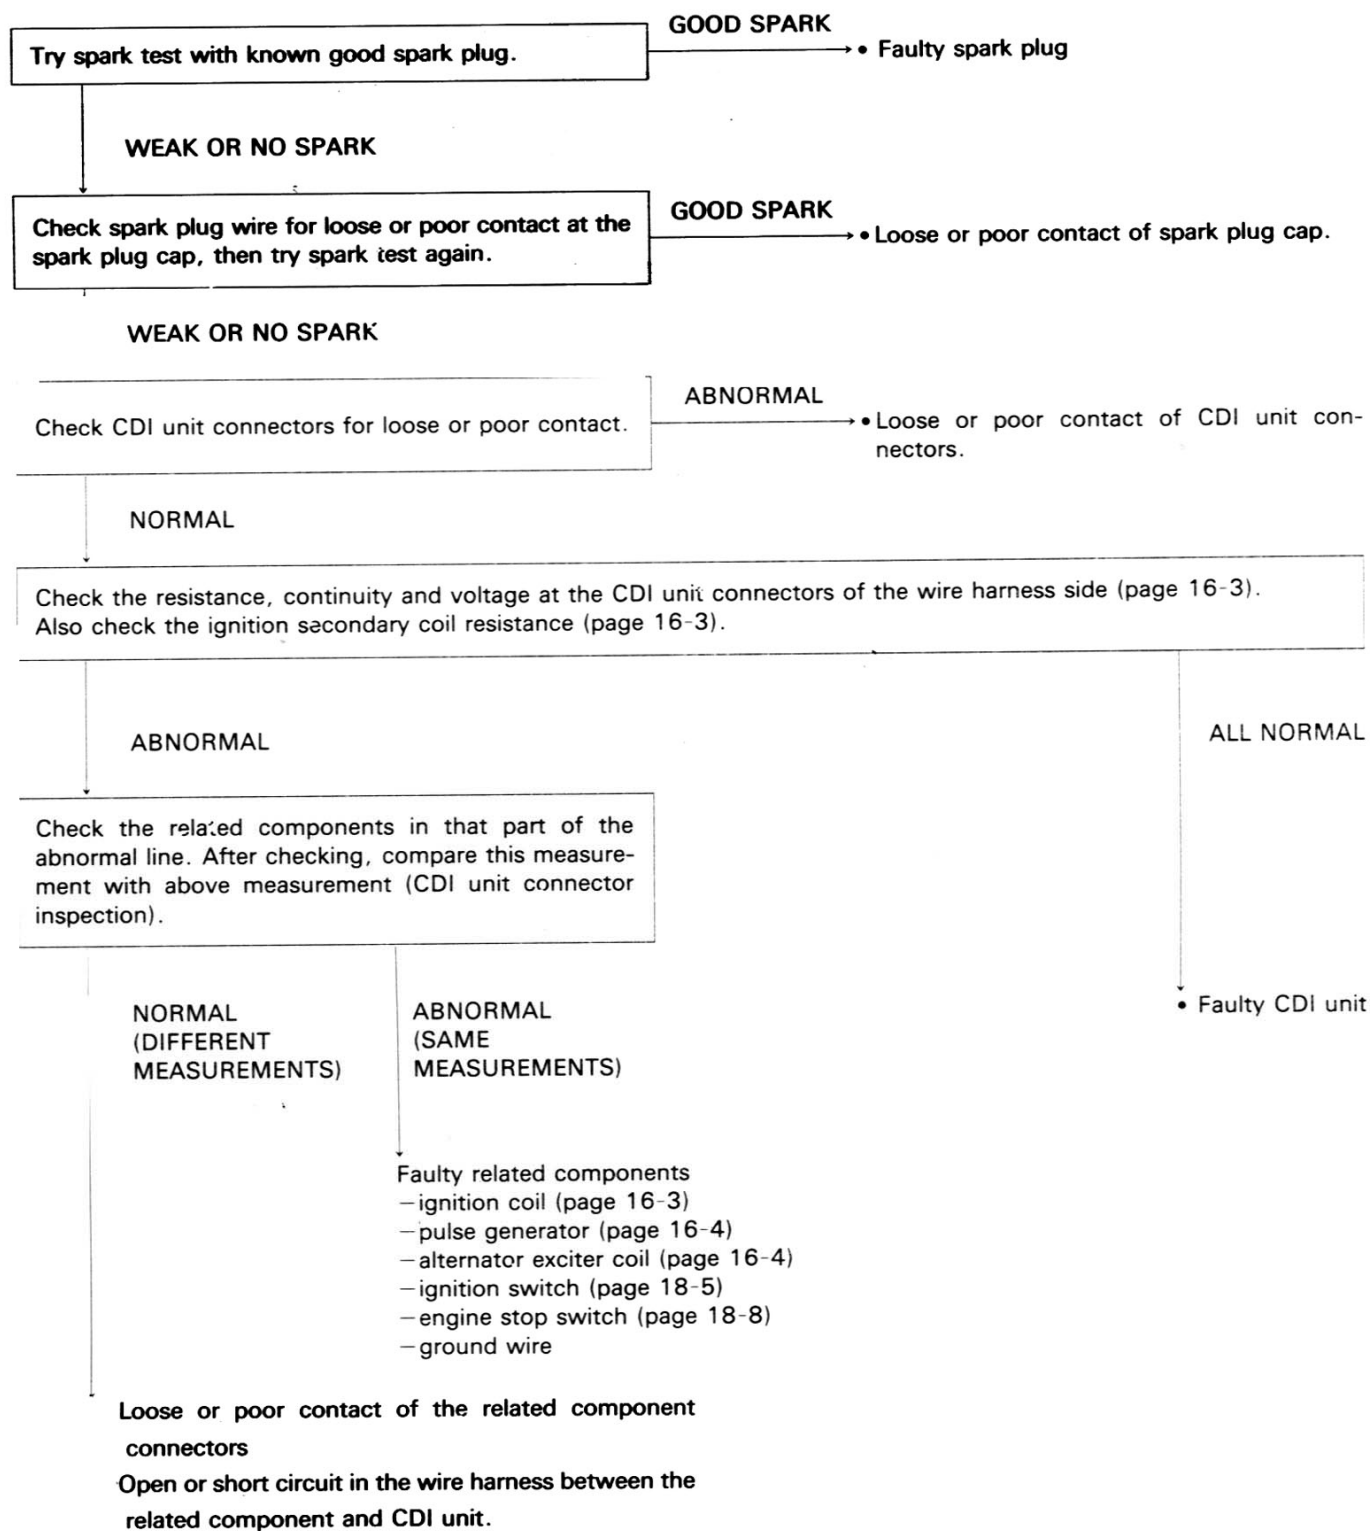 GOOD SPARK
Try spark test with known good spark plug.
• Faulty spark plug
WEAK OR NO SPARK
GOOD SPARK
Check spark plug wire for loose or poor contact at the
spark plug cap, then try spark test again.
• Loose or poor contact of spark plug cap.
WEAK OR NO SPARK
ABNORMAL
Check CDI unit connectors for loose or poor contact.
• Loose or poor contact of CDI unit con-
nectors.
NORMAL
Check the resistance, continuity and voltage at the CDI unit connectors of the wire harness side (page 16-3).
Also check the ignition secondary coil resistance (page 16-3).
ABNORMAL
ALL NORMAL
Check the related components in that part of the
abnormal line. After checking, compare this measure-
ment with above measurement (CDI unit connector
inspection).
• Faulty CDI unit
NORMAL
(DIFFERENT
MEASUREMENTS)
ABNORMAL
(SAME
MEASUREMENTS)
Faulty related components
—ignition coil (page 16-3)
—pulse generator (page 16-4)
—alternator exciter coil (page 16-4)
—ignition switch (page 18-5)
—engine stop switch (page 18-8)
—ground wire
Loose or poor contact of the related component
connectors
Open or short circuit in the wire harness between the
related component and CDI unit.